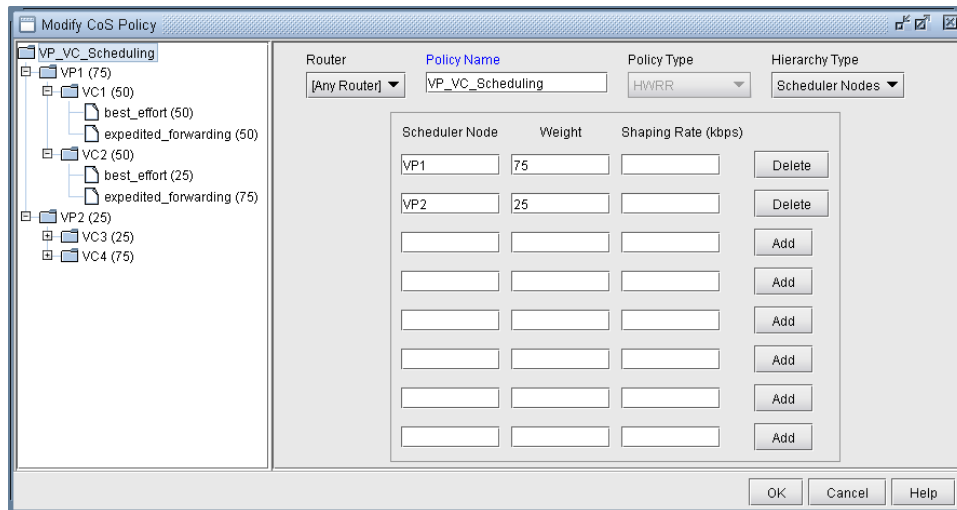 Modify CoS Policy
VP_VC_Scheduling
VP1 (75)
VC1 (50)
best_effort (50)
expedited_forwarding (50)
VC2 (50)
best_effort (25)
expedited_forwarding (75)
VP2 (25)
VC3 (25)
VC4 (75)
Router Policy Name Policy Type Hierarchy Type
[Any Router] VP_VC_Scheduling HWRR Scheduler Nodes
Scheduler Node Weight Shaping Rate (kbps)
VP1 75 Delete
VP2 25 Delete
Add
Add
Add
Add
Add
Add
OK Cancel Help